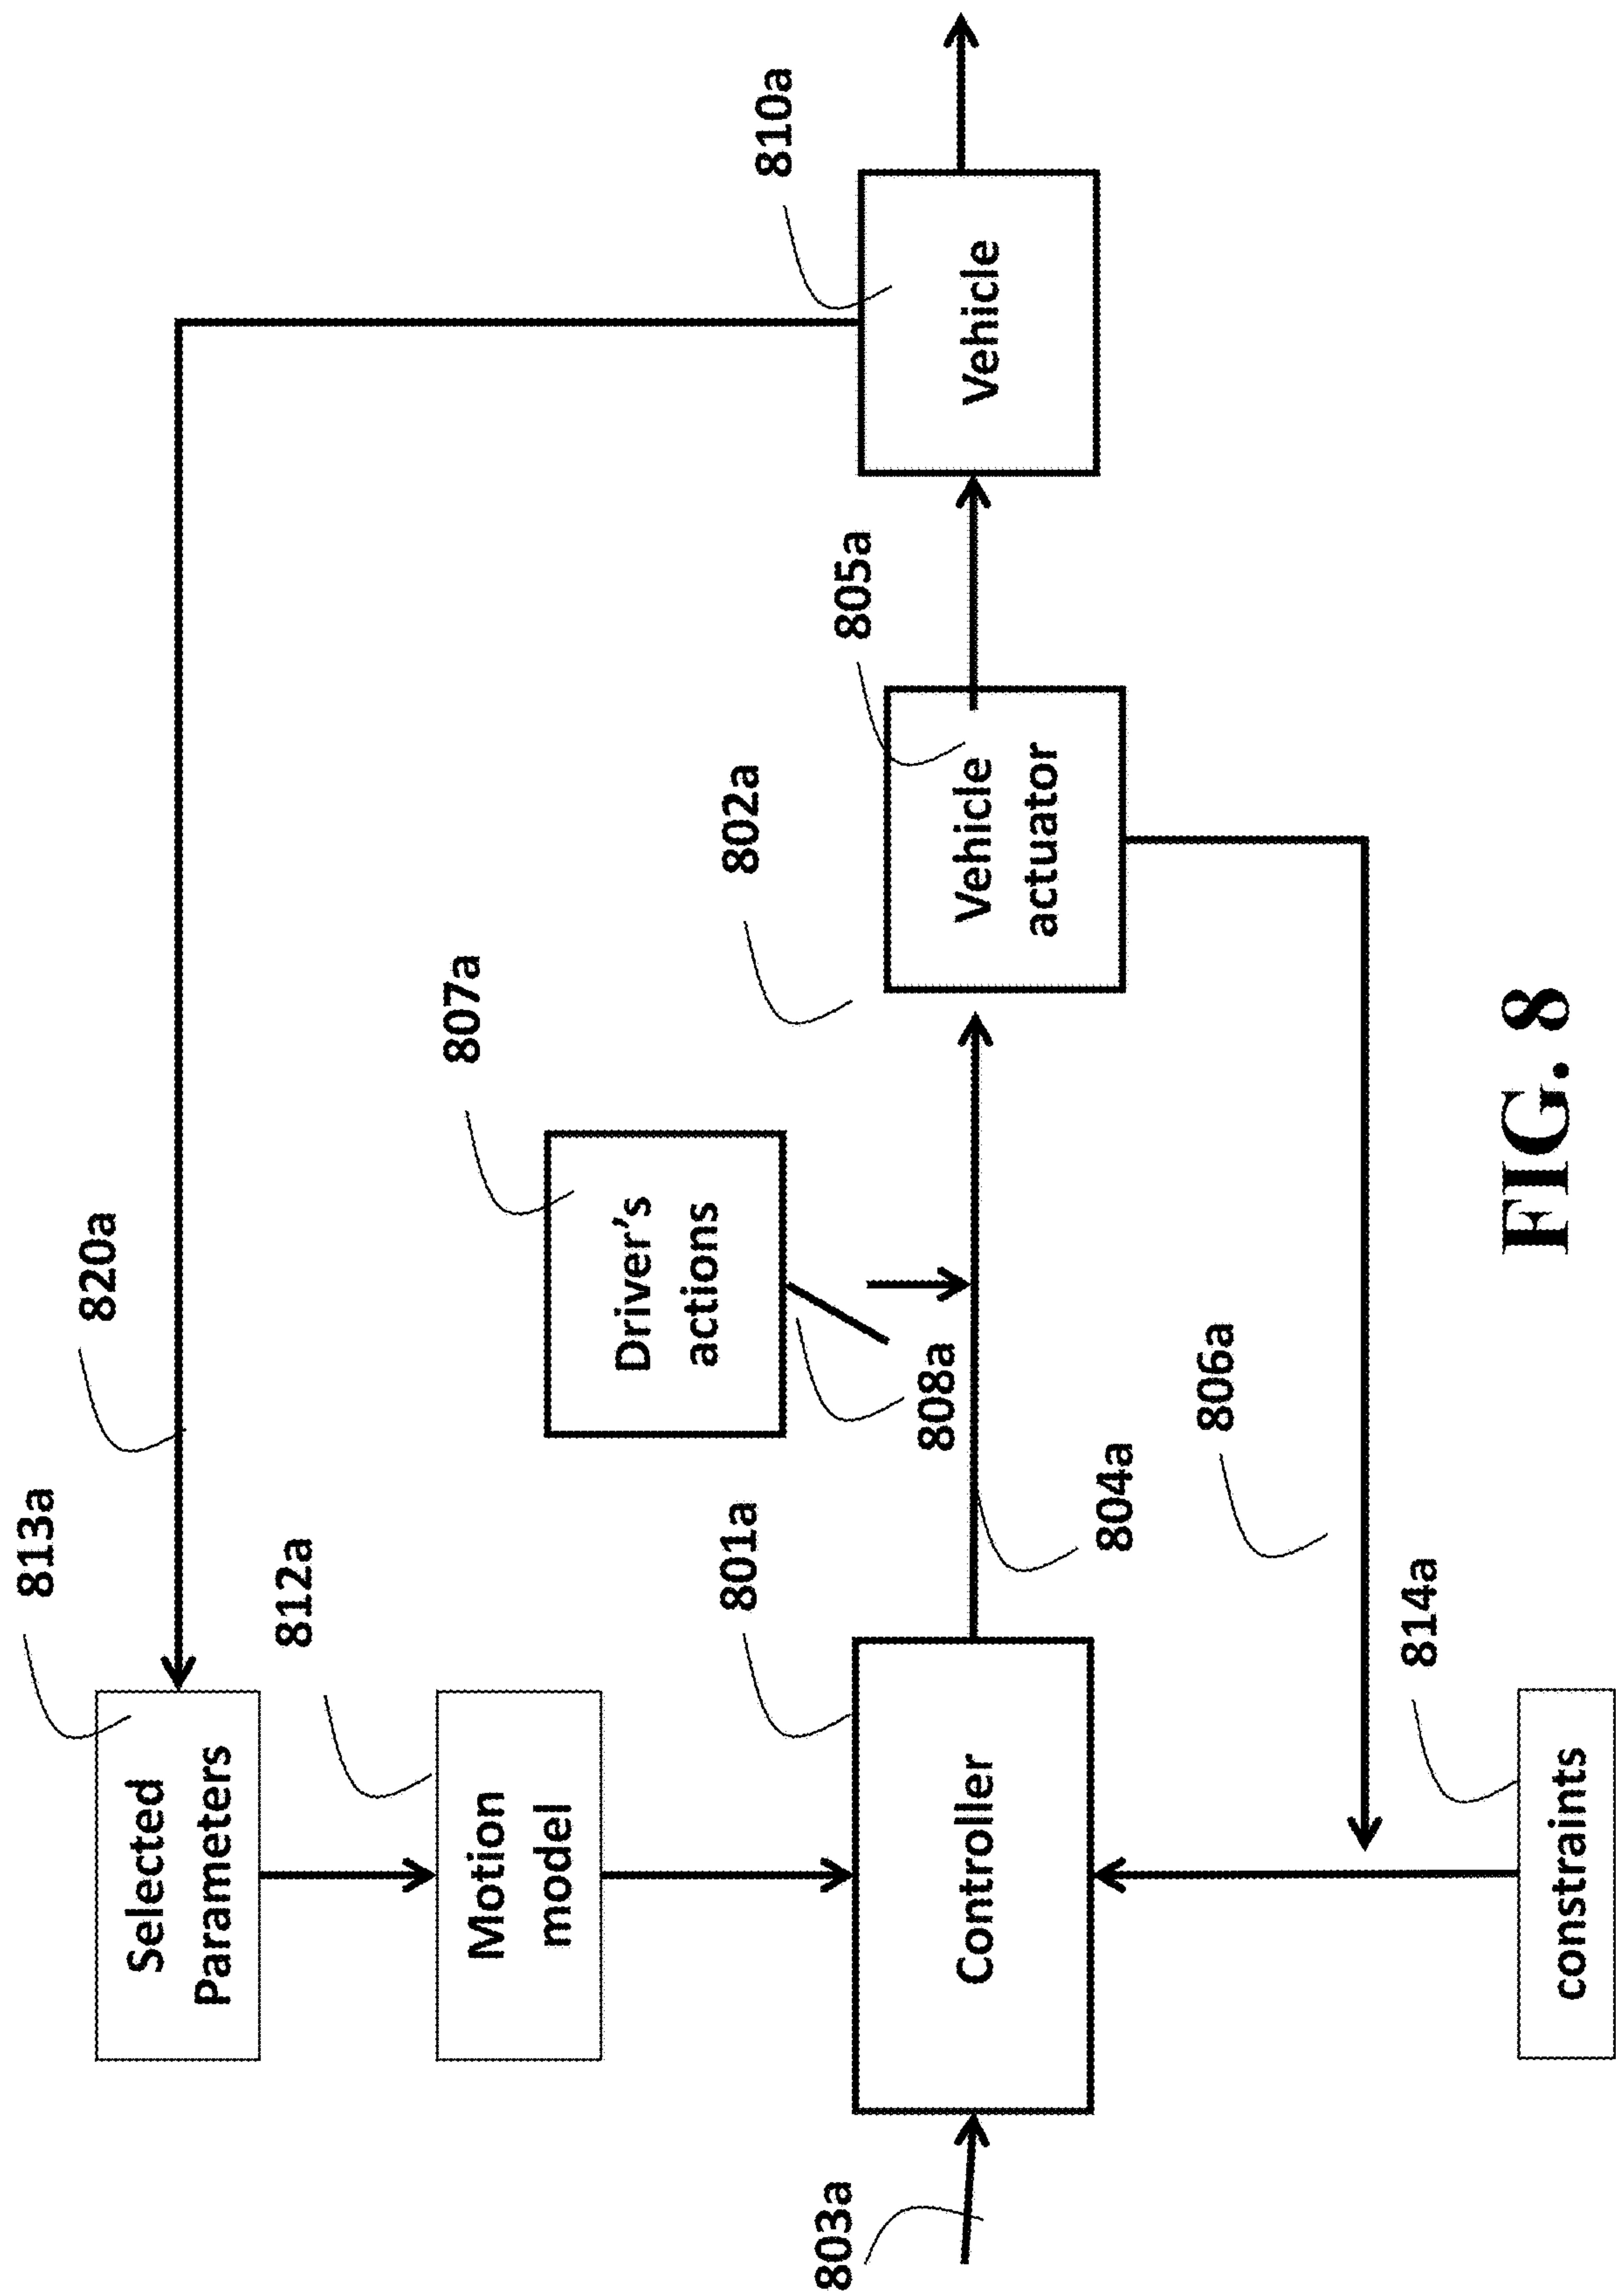 813a
820a
Selected
Parameters
812a
807a
Motion
model
Driver's
actions
801a
802a
810a
803a
808a
805a
Controller
Vehicle
actuator
Vehicle
804a
806a
814a
constraints
FIG. 8